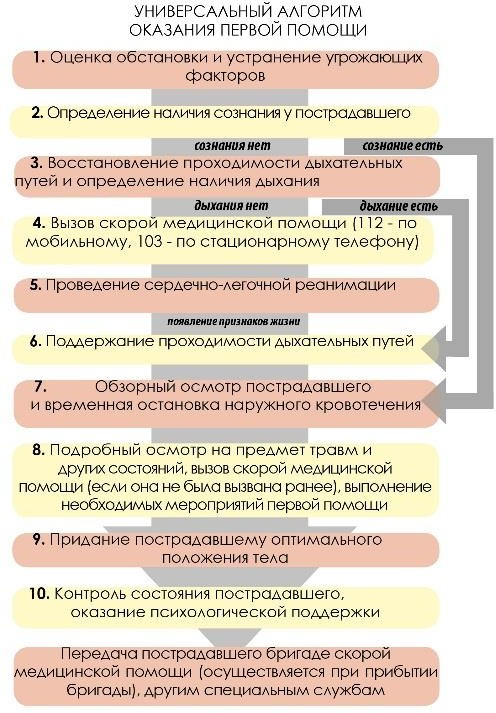 УНИВЕРСАЛЬНЫЙ АЛГОРИТМ
ОКАЗАНИЯ ПЕРВОЙ ПОМОЩИ
1. Оценка обстановки и устранение угрожающих
факторов
2. Определение наличия сознания у пострадавшего
сознания нет
сознание есть
3. Восстановление проходимости дыхательных
путей и определение наличия дыхания
дыхания нет
дыхание есть
4. Вызов скорой медицинской помощи (112 - по
мобильному, 103 - по стационарному телефону)
5. Проведение сердечно-легочной реанимации
появление признаков жизни
6. Поддержание проходимости дыхательных путей
7. Обзорный осмотр пострадавшего
и временная остановка наружного кровотечения
8. Подробный осмотр на предмет травм и
других состояний, вызов скорой медицинской
помощи (если она не была вызвана ранее), выполнение
необходимых мероприятий первой помощи
9. Придание пострадавшему оптимального
положения тела
10. Контроль состояния пострадавшего,
оказание психологической поддержки
Передача пострадавшего бригаде скорой
медицинской помощи (осуществляется при прибытии
бригады), другим специальным службам